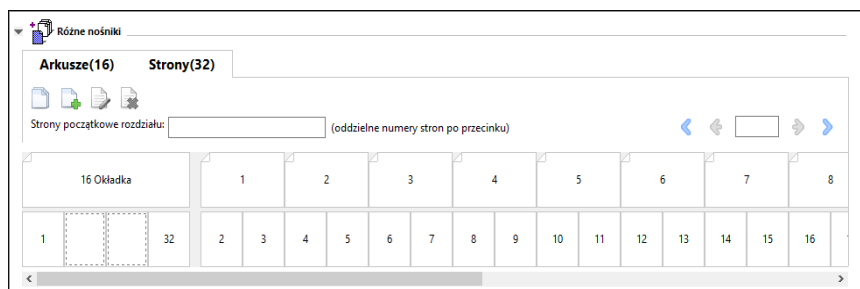 Różne nośniki
Arkusze(16) Strony(32)
Strony początkowe rozdziału: (oddzielne numery stron po przecinku)
16 Okładka 1 2 3 4 5 6 7 8
1 32 2 3 4 5 6 7 8 9 10 11 12 13 14 15 16